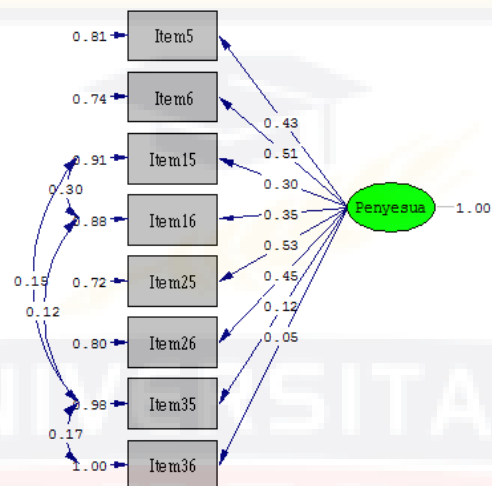 0.81 Item5
0.43
0.74 Item6
0.51
0.91 Item15
0.30
0.30
0.88 Item16
0.35
Penyesua 1.00
0.53
0.15
0.72 Item25
0.45
0.12
0.12
0.80 Item26
0.05
0.98 Item35
0.17
1.00 Item36
UNIVERSITA